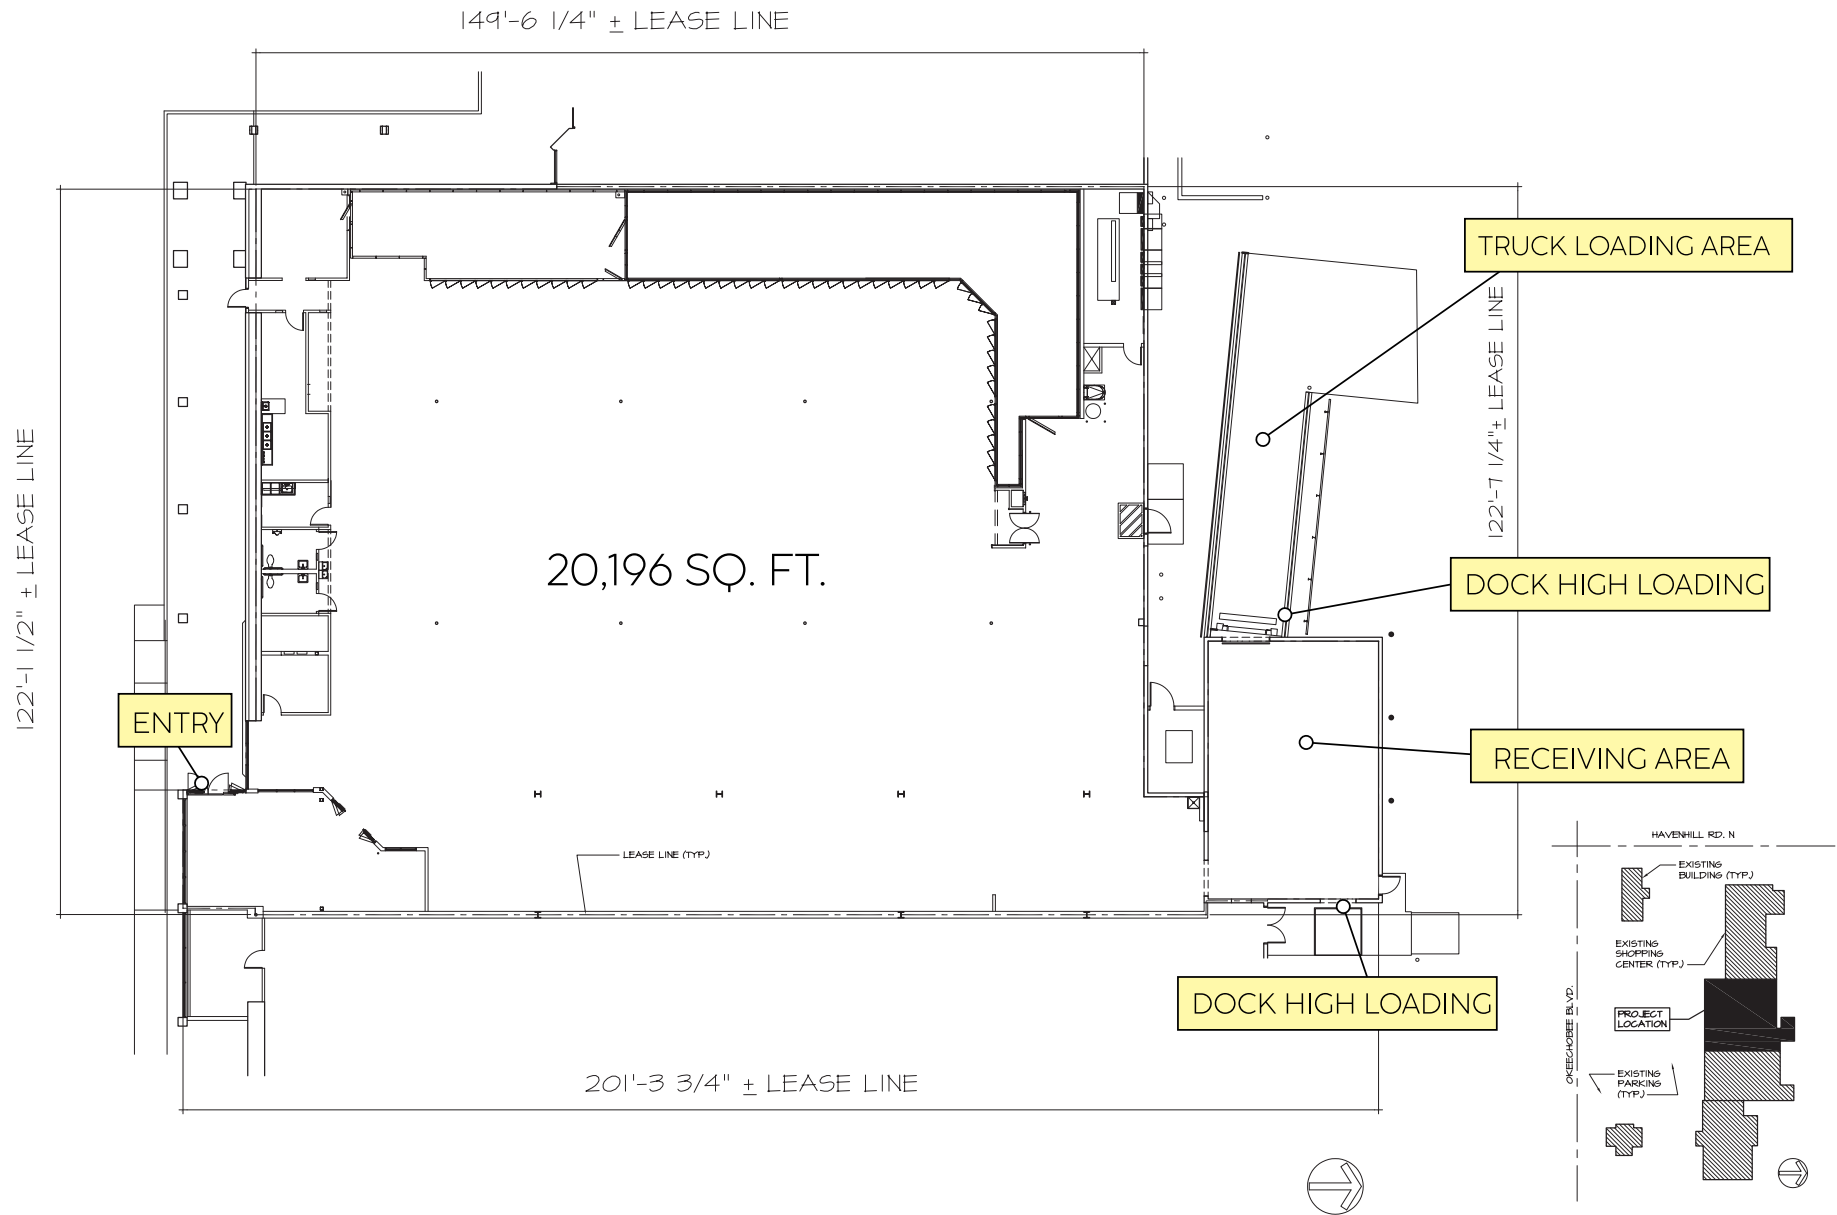 149'-6 1/4" ± LEASE LINE
TRUCK LOADING AREA
122'-7 1/4"± LEASE LINE
122'-1 1/2" ± LEASE LINE
20,196 SQ. FT.
DOCK HIGH LOADING
ENTRY
RECEIVING AREA
LEASE LINE (TYP.)
DOCK HIGH LOADING
201'-3 3/4" ± LEASE LINE
HAVENHILL RD. N
EXISTING
BUILDING (TYP.)
EXISTING
SHOPPING
CENTER (TYP.)
OKEECHOBEE BLVD.
PROJECT
LOCATION
EXISTING
PARKING
(TYP.)